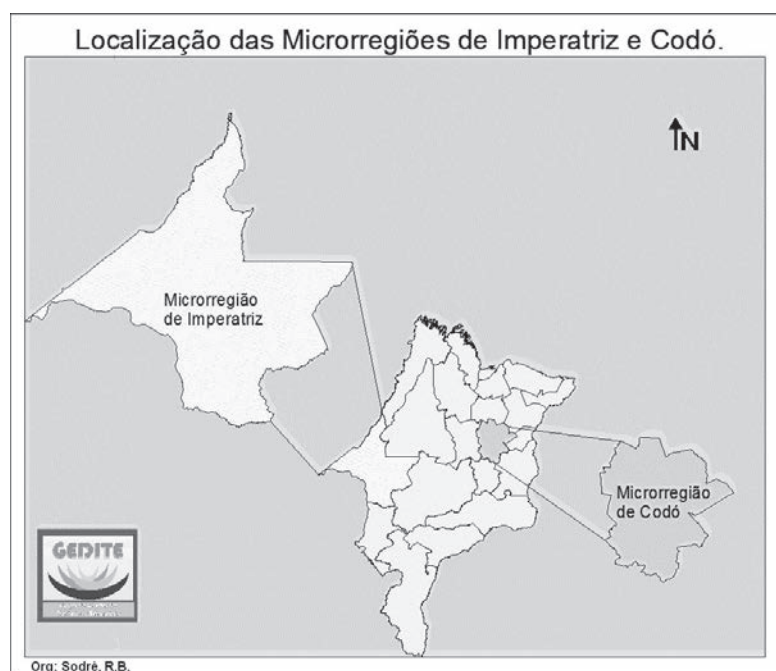 Localização das Microrregiões de Imperatriz e Codó.
N
Microrregião
de Imperatriz
Microrregião
de Codó
GEDITE
Org: Sodré, R.B.